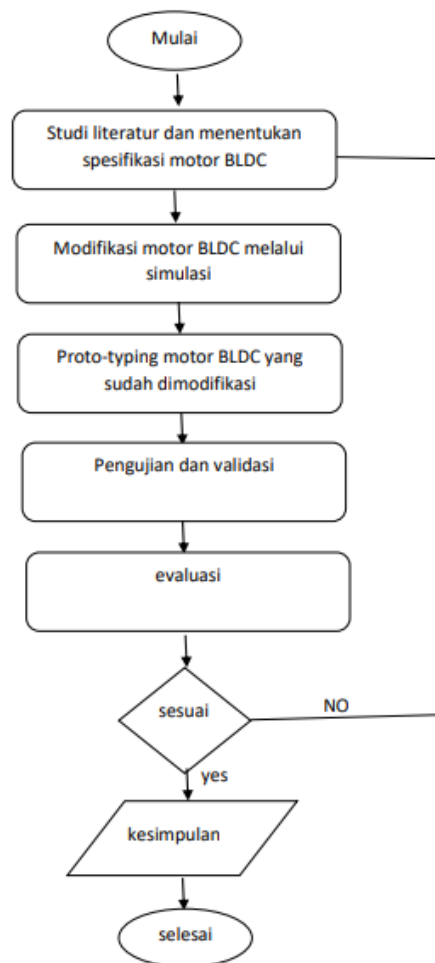 Mulai
Studi literatur dan menentukan
spesifikasi motor BLDC
Modifikasi motor BLDC melalui
simulasi
Proto-typing motor BLDC yang
sudah dimodifikasi
Pengujian dan validasi
evaluasi
sesuai
NO
yes
kesimpulan
selesai